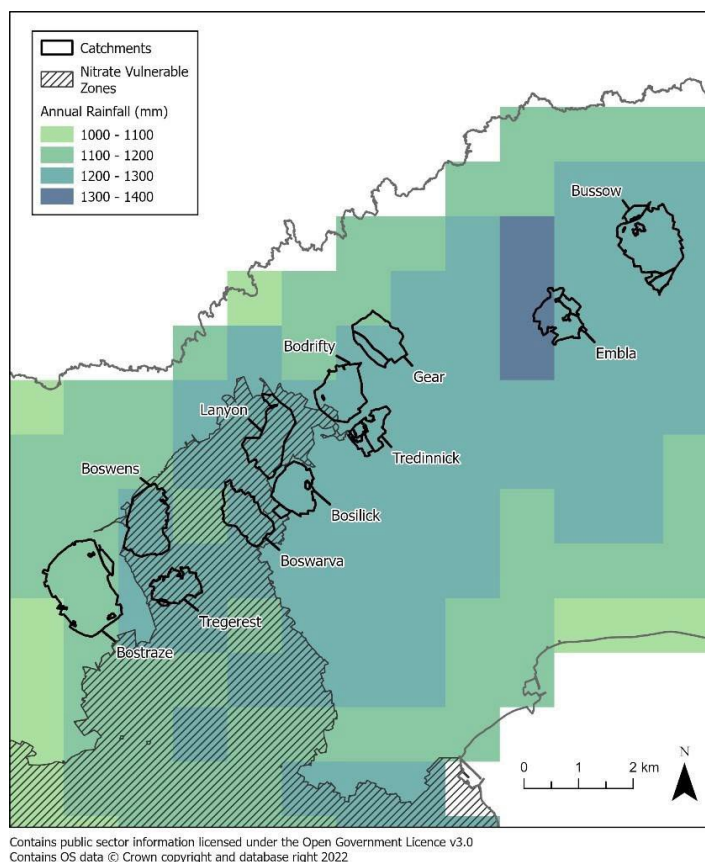 Catchments
Nitrate Vulnerable
Zones
Annual Rainfall (mm)
1000 - 1100
1100 - 1200
1200 - 1300
1300 - 1400
Bussow
Embla
Bodrifty
Gear
Lanyon
Tredinnick
Boswens
Bosilick
Boswarva
Tregerest
Bostraze
N
0 1 2 km
Contains public sector information licensed under the Open Government Licence v3.0
Contains OS data © Crown copyright and database right 2022